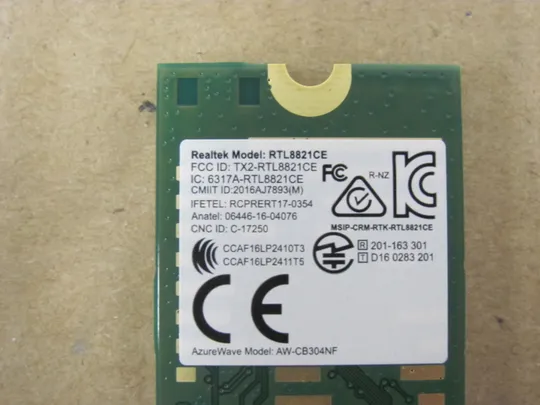 Realtek Model: RTL8821CE
FCC ID: TX2-RTL8821CE
IC: 6317A-RTL8821CE
CMIIT ID:2016AJ7893(M)
IFETEL: RCPRERT17-0354
Anatel: 06446-16-04076
CNC ID: C-17250
FC
R-NZ
KC
MSIP-CRM-RTK-RTL8821CE
CCAF16LP2410T3
CCAF16LP2411T5
R 201-163 301
T D16 0283 201
CE
AzureWave Model: AW-CB304NF